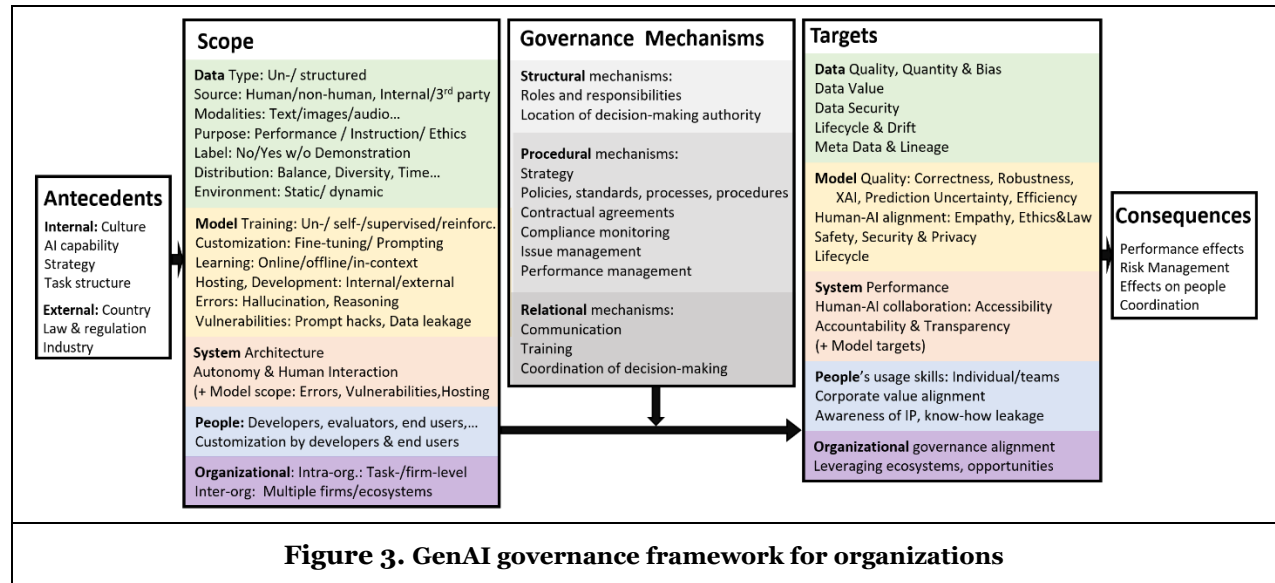 Antecedents
Internal: Culture
AI capability
Strategy
Task structure
External: Country
Law & regulation
Industry
Scope
Data Type: Un-/ structured
Source: Human/non-human, Internal/3rd party
Modalities: Text/images/audio...
Purpose: Performance / Instruction/ Ethics
Label: No/Yes w/o Demonstration
Distribution: Balance, Diversity, Time...
Environment: Static/ dynamic
Model Training: Un-/ self-/supervised/reinforc.
Customization: Fine-tuning/ Prompting
Learning: Online/offline/in-context
Hosting, Development: Internal/external
Errors: Hallucination, Reasoning
Vulnerabilities: Prompt hacks, Data leakage
System Architecture
Autonomy & Human Interaction
(+ Model scope: Errors, Vulnerabilities,Hosting
People: Developers, evaluators, end users,...
Customization by developers & end users
Organizational: Intra-org.: Task-/firm-level
Inter-org: Multiple firms/ecosystems
Governance Mechanisms
Structural mechanisms:
Roles and responsibilities
Location of decision-making authority
Procedural mechanisms:
Strategy
Policies, standards, processes, procedures
Contractual agreements
Compliance monitoring
Issue management
Performance management
Relational mechanisms:
Communication
Training
Coordination of decision-making
Targets
Data Quality, Quantity & Bias
Data Value
Data Security
Lifecycle & Drift
Meta Data & Lineage
Model Quality: Correctness, Robustness,
XAI, Prediction Uncertainty, Efficiency
Human-AI alignment: Empathy, Ethics&Law
Safety, Security & Privacy
Lifecycle
System Performance
Human-AI collaboration: Accessibility
Accountability & Transparency
(+ Model targets)
People's usage skills: Individual/teams
Corporate value alignment
Awareness of IP, know-how leakage
Organizational governance alignment
Leveraging ecosystems, opportunities
Consequences
Performance effects
Risk Management
Effects on people
Coordination
Figure 3. GenAI governance framework for organizations